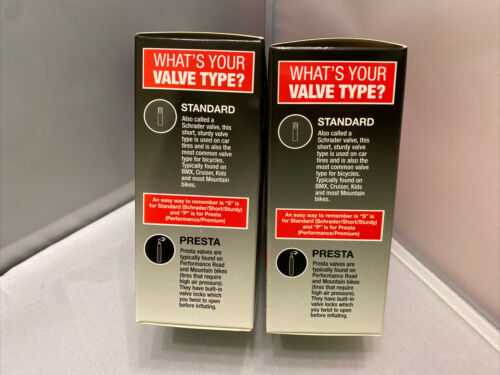 WHAT'S YOUR
VALVE TYPE?
STANDARD
Also called a
Schrader valve, this
short, sturdy valve
type is used on car
tires and is also the
most common valve
type for bicycles.
Typically found on
BMX, Cruiser, Kids
and most Mountain
bikes.
An easy way to remember is "S" is
for Standard (Schrader/Short/Sturdy)
and "P" is for Presta
(Performance/Premium)
PRESTA
Presta valves are
typically found on
Performance Road
and Mountain bikes
(tires that require
high air pressure).
They have built-in
valve locks which
you twist to open
before inflating.
WHAT'S YOUR
VALVE TYPE?
STANDARD
Also called a
Schrader valve, this
short, sturdy valve
type is used on car
tires and is also the
most common valve
type for bicycles.
Typically found on
BMX, Cruiser, Kids
and most Mountain
bikes.
An easy way to remember is "S" is
for Standard (Schrader/Short/Sturdy)
and "P" is for Presta
(Performance/Premium)
PRESTA
Presta valves are
typically found on
Performance Road
and Mountain bikes
(tires that require
high air pressure).
They have built-in
valve locks which
you twist to open
before inflating.